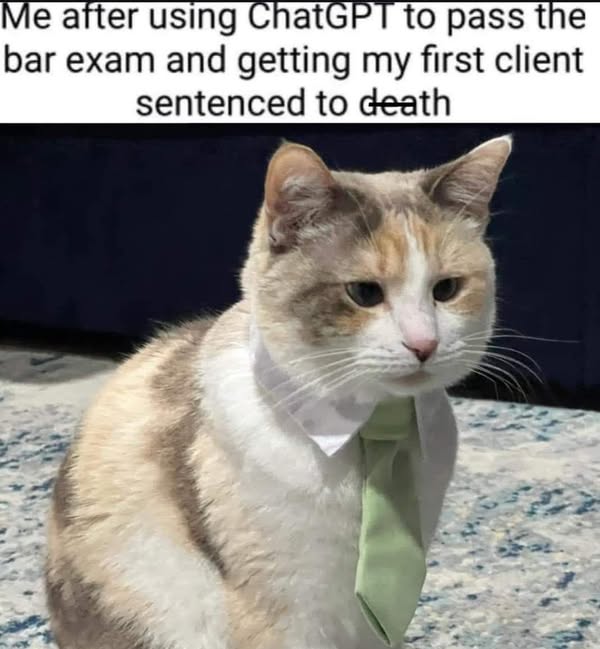 Me after using ChatGPT to pass the
bar exam and getting my first client
sentenced to death